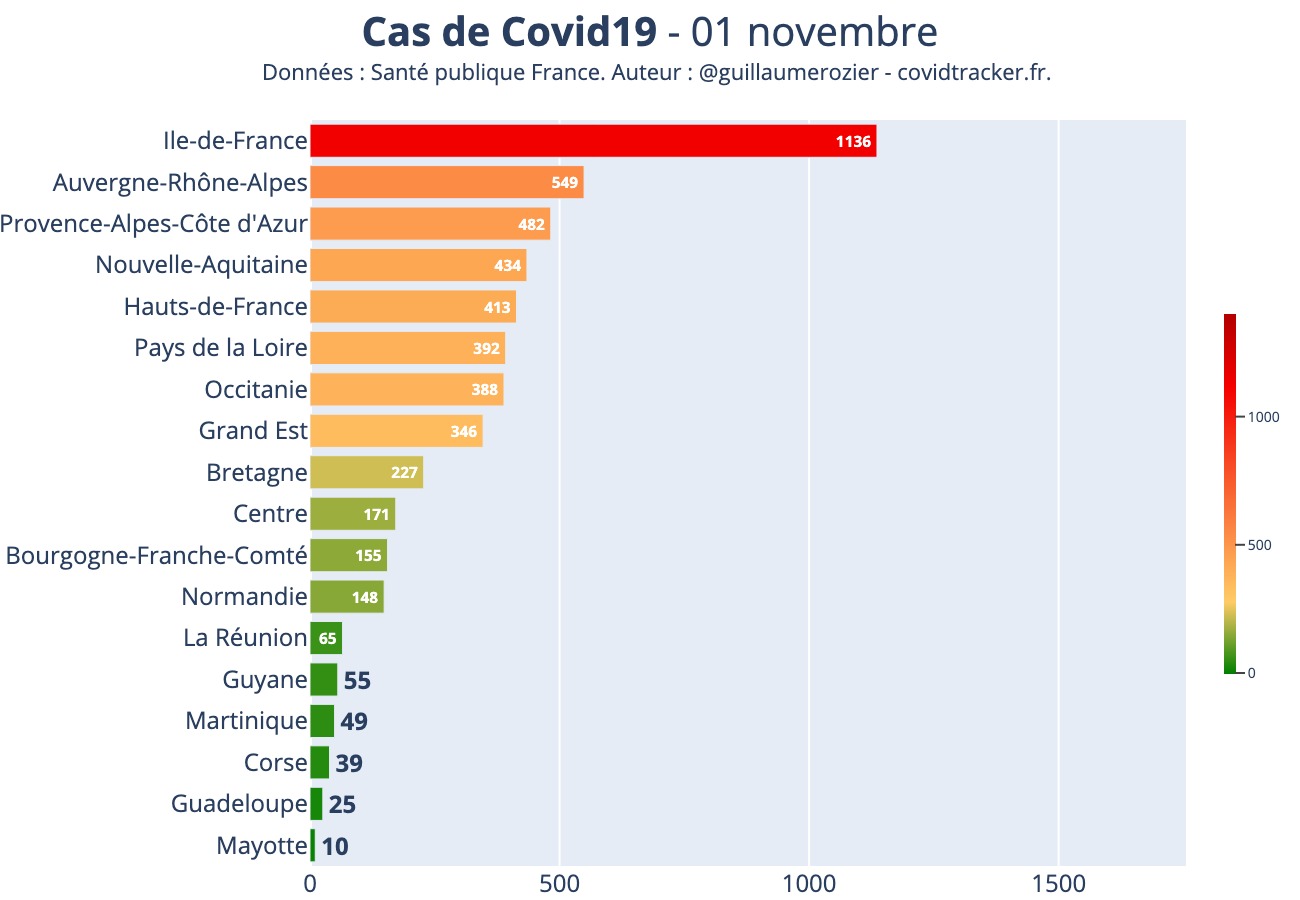 Cas de Covid19 - 01 novembre
Données : Santé publique France. Auteur : @guillaumerozier - covidtracker.fr.
Ile-de-France 1136
Auvergne-Rhône-Alpes 549
Provence-Alpes-Côte d'Azur 482
Nouvelle-Aquitaine 434
Hauts-de-France 413
Pays de la Loire 392
Occitanie 388
Grand Est 346
Bretagne 227
Centre 171
Bourgogne-Franche-Comté 155
Normandie 148
La Réunion 65
Guyane 55
Martinique 49
Corse 39
Guadeloupe 25
Mayotte 10
0 500 1000 1500
1000
500
0